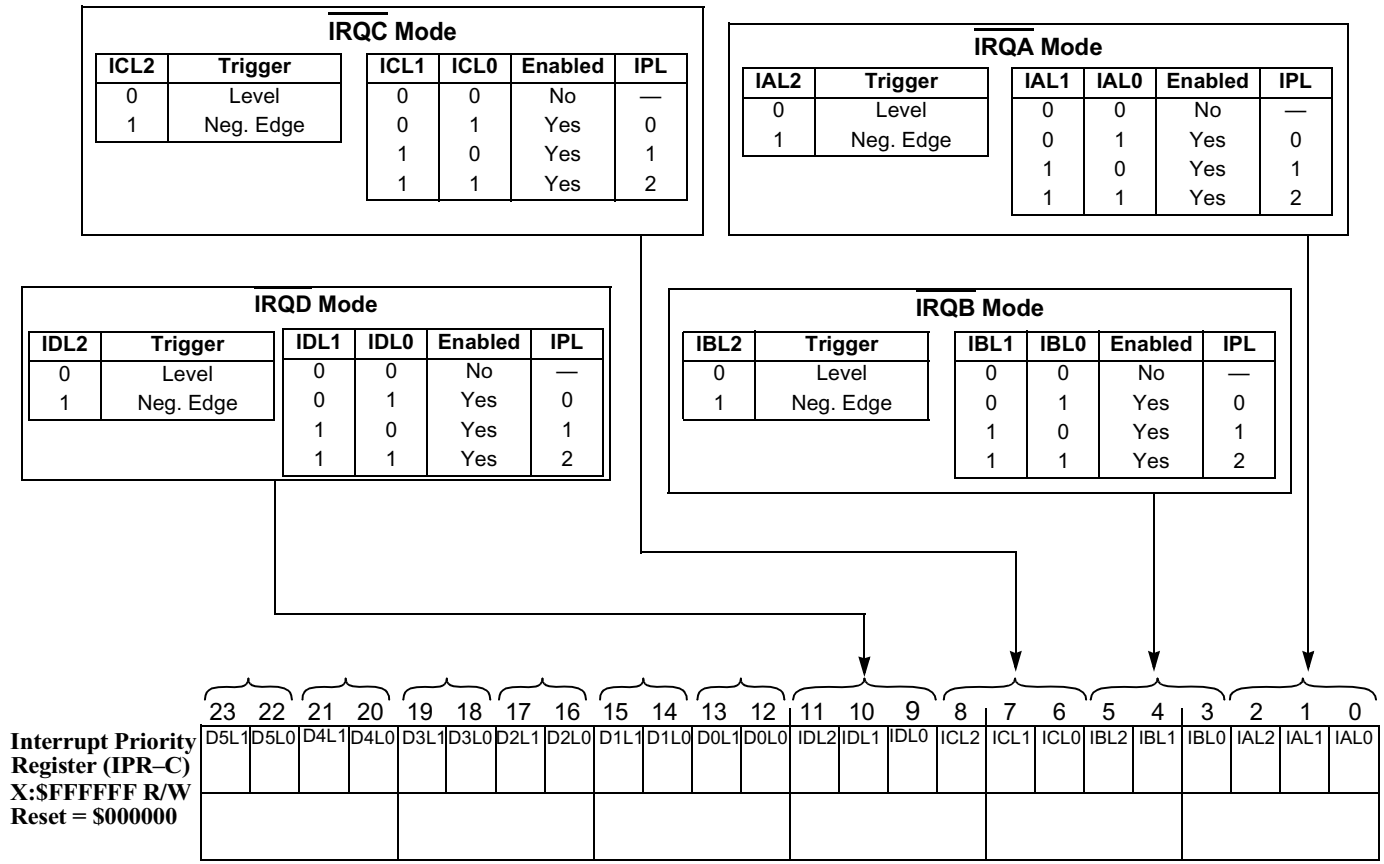 IRQC Mode
ICL2 Trigger
0 Level
1 Neg. Edge
ICL1 ICL0 Enabled IPL
0 0 No —
0 1 Yes 0
1 0 Yes 1
1 1 Yes 2
IRQA Mode
IAL2 Trigger
0 Level
1 Neg. Edge
IAL1 IAL0 Enabled IPL
0 0 No —
0 1 Yes 0
1 0 Yes 1
1 1 Yes 2
IRQD Mode
IDL2 Trigger
0 Level
1 Neg. Edge
IDL1 IDL0 Enabled IPL
0 0 No —
0 1 Yes 0
1 0 Yes 1
1 1 Yes 2
IRQB Mode
IBL2 Trigger
0 Level
1 Neg. Edge
IBL1 IBL0 Enabled IPL
0 0 No —
0 1 Yes 0
1 0 Yes 1
1 1 Yes 2
23 22 21 20 19 18 17 16 15 14 13 12 11 10 9 8 7 6 5 4 3 2 1 0
D5L1 D5L0 D4L1 D4L0 D3L1 D3L0 D2L1 D2L0 D1L1 D1L0 D0L1 D0L0 IDL2 IDL1 IDL0 ICL2 ICL1 ICL0 IBL2 IBL1 IBL0 IAL2 IAL1 IAL0
Interrupt Priority
Register (IPR–C)
X:$FFFFFF R/W
Reset = $000000